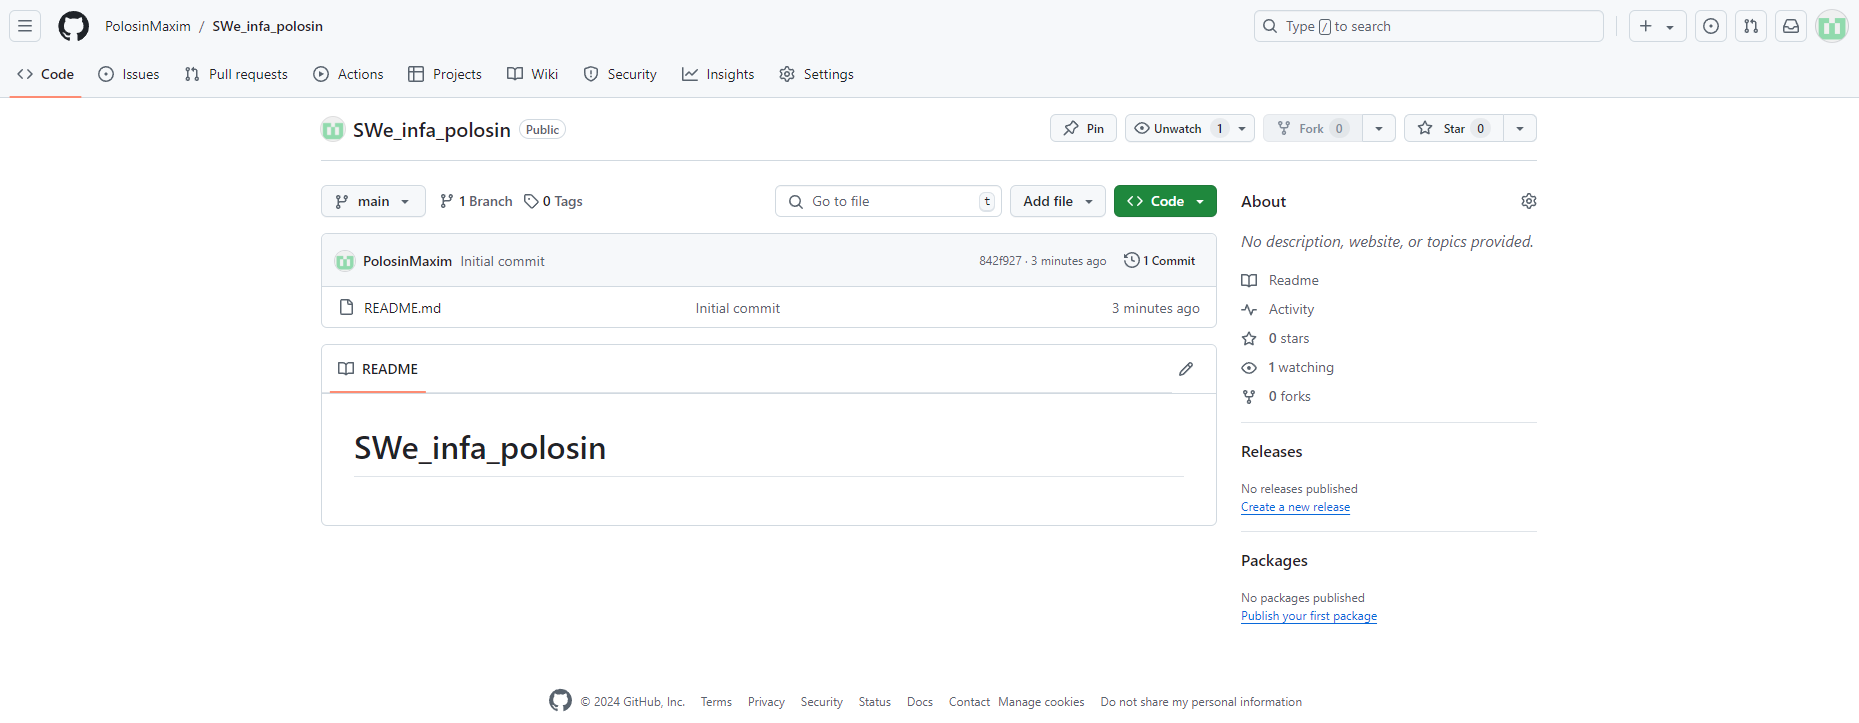 PolosinMaxim / SWe_infa_polosin
Type / to search
Code Issues Pull requests Actions Projects Wiki Security Insights Settings
SWe_infa_polosin Public
Pin Unwatch 1 Fork 0 Star 0
main 1 Branch 0 Tags
Go to file t Add file Code
PolosinMaxim Initial commit 842f927 · 3 minutes ago 1 Commit
README.md Initial commit 3 minutes ago
README
SWe_infa_polosin
About
No description, website, or topics provided.
Readme
Activity
0 stars
1 watching
0 forks
Releases
No releases published
Create a new release
Packages
No packages published
Publish your first package
© 2024 GitHub, Inc. Terms Privacy Security Status Docs Contact Manage cookies Do not share my personal information